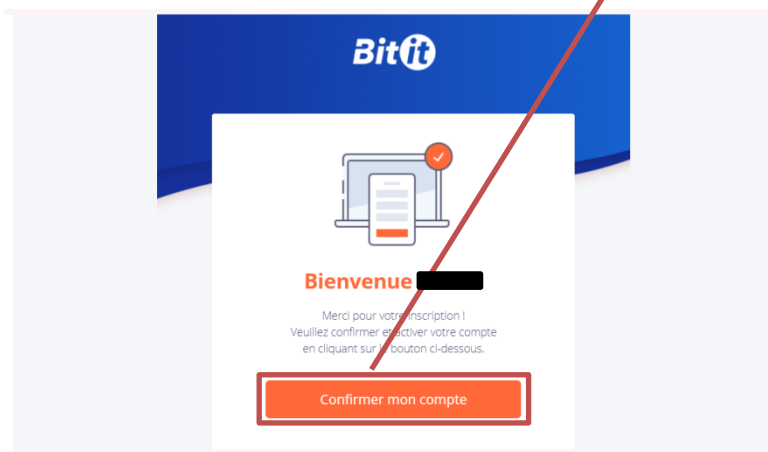 Bitit
Bienvenue
Merci pour votre inscription !
Veuillez confirmer et activer votre compte
en cliquant sur le bouton ci-dessous.
Confirmer mon compte